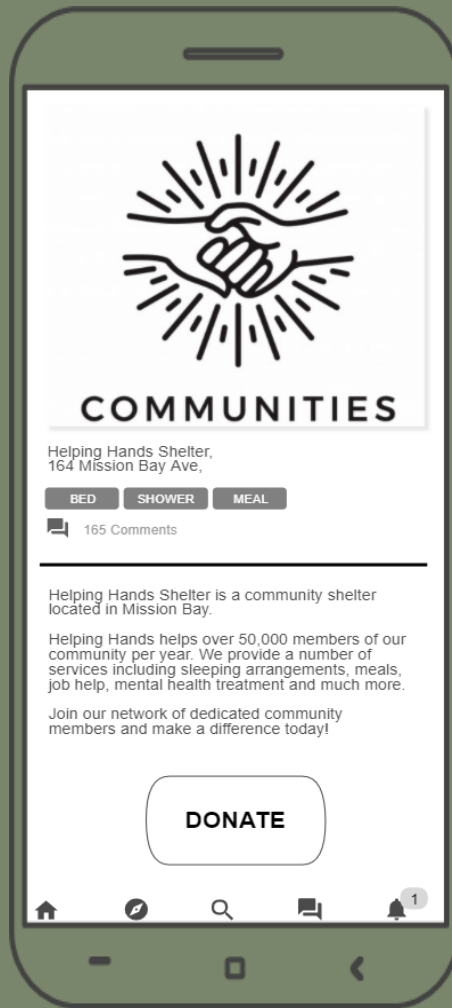 COMMUNITIES
Helping Hands Shelter,
164 Mission Bay Ave,
BED SHOWER MEAL
165 Comments
Helping Hands Shelter is a community shelter
located in Mission Bay.
Helping Hands helps over 50,000 members of our
community per year. We provide a number of
services including sleeping arrangements, meals,
job help, mental health treatment and much more.
Join our network of dedicated community
members and make a difference today!
DONATE
1